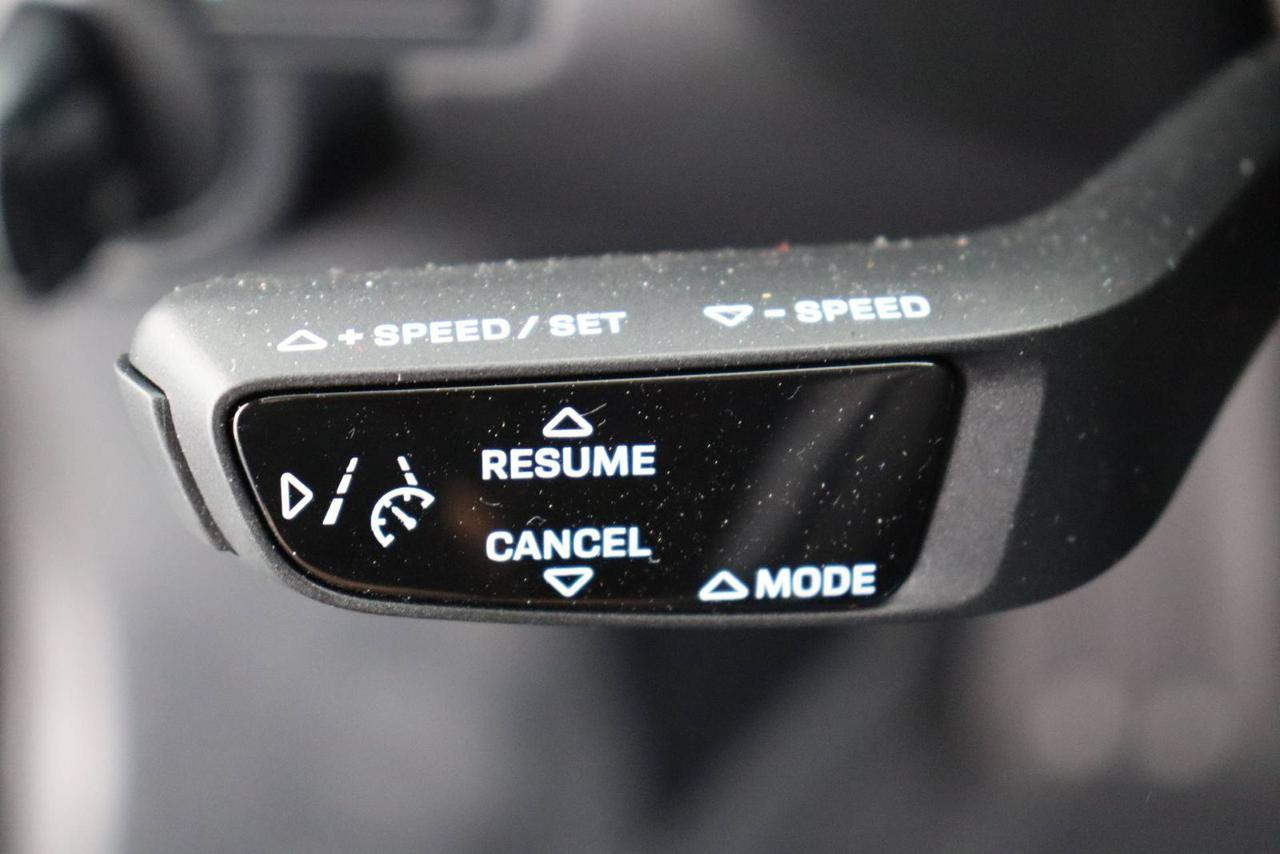 + SPEED / SET
- SPEED
RESUME
CANCEL
MODE